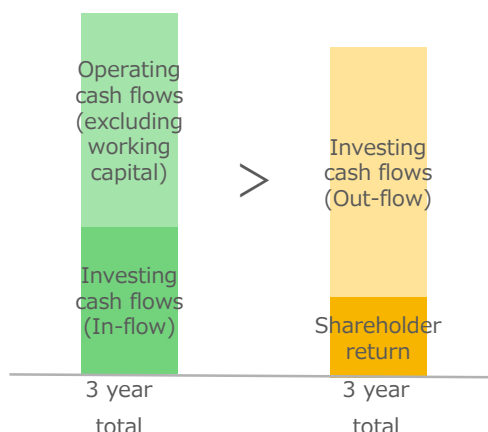 Operating
cash flows
(excluding
working
capital)
Investing
cash flows
(In-flow)
>
Investing
cash flows
(Out-flow)
Shareholder
return
3 year
total
3 year
total